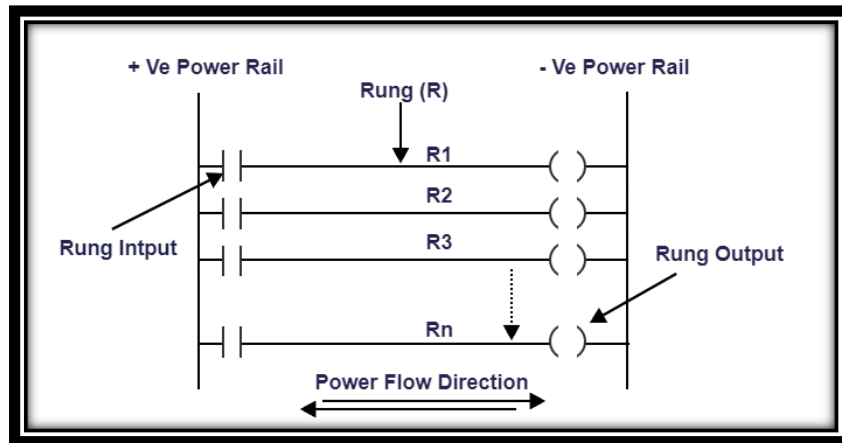 + Ve Power Rail
- Ve Power Rail
Rung (R)
R1
R2
R3
Rung Intput
Rung Output
Rn
Power Flow Direction